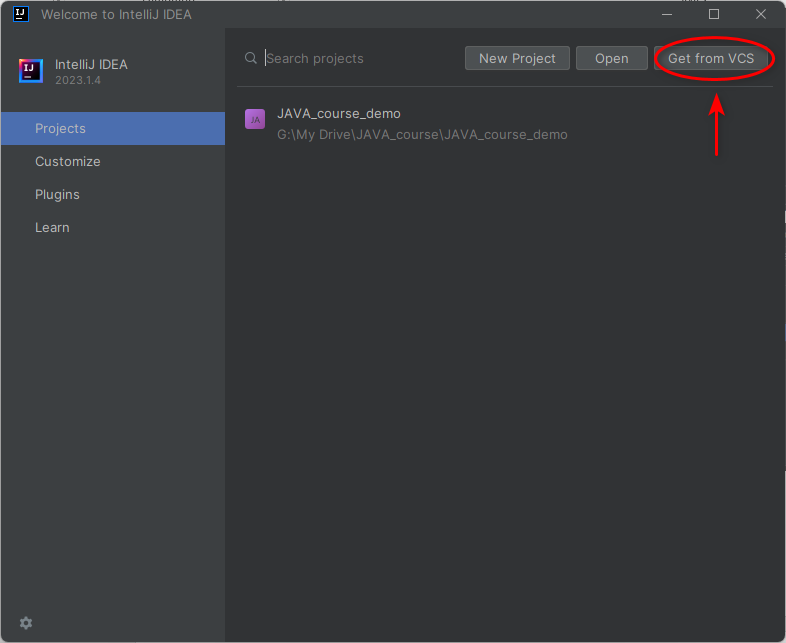 Welcome to IntelliJ IDEA
IJ
IntelliJ IDEA
2023.1.4
Projects
Customize
Plugins
Learn
Search projects
New Project
Open
Get from VCS
JA
JAVA_course_demo
G:\My Drive\JAVA_course\JAVA_course_demo